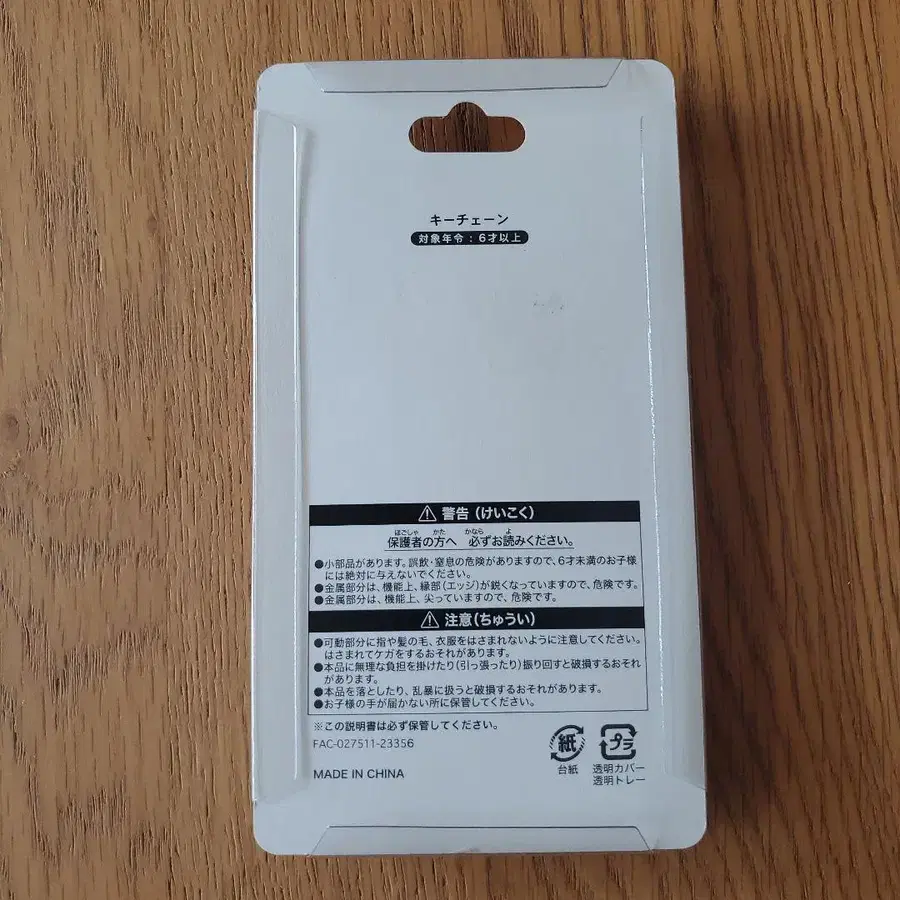 キーチェーン
対象年令：6才以上
⚠警告（けいこく）
ほごしゃ かた かなら よ
保護者の方へ 必ずお読みください。
●小部品があります。誤飲・窒息の危険がありますので、6才未満のお子様
には絶対に与えないでください。
●金属部分は、機能上、縁部（エッジ）が鋭くなっていますので、危険です。
●金属部分は、機能上、尖っていますので、危険です。
⚠注意（ちゅうい）
●可動部分に指や髪の毛、衣服をはさまれないように注意してください。
はさまれてケガをするおそれがあります。
●本品に無理な負担を掛けたり（引っ張ったり）振り回すと破損するおそれ
があります。
●本品を落としたり、乱暴に扱うと破損するおそれがあります。
●お子様の手が届かない所に保管してください。
※この説明書は必ず保管してください。
FAC-027511-23356
MADE IN CHINA
紙
台紙
プラ
透明カバー
透明トレー